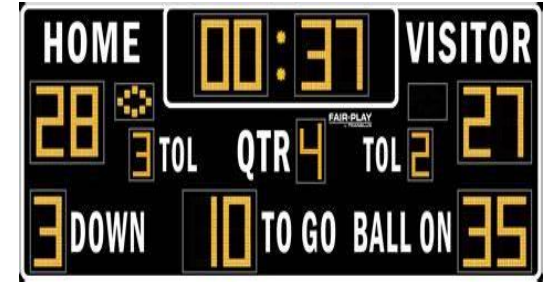 HOME 00:37 VISITOR
28 27
FAIR-PLAY
3 TOL QTR 4 TOL 2
3 DOWN 10 TO GO BALL ON 35